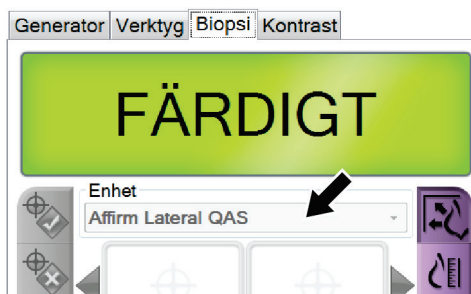 Generator Verktyg Biopsi Kontrast
FÄRDIGT
Enhet
Affirm Lateral QAS